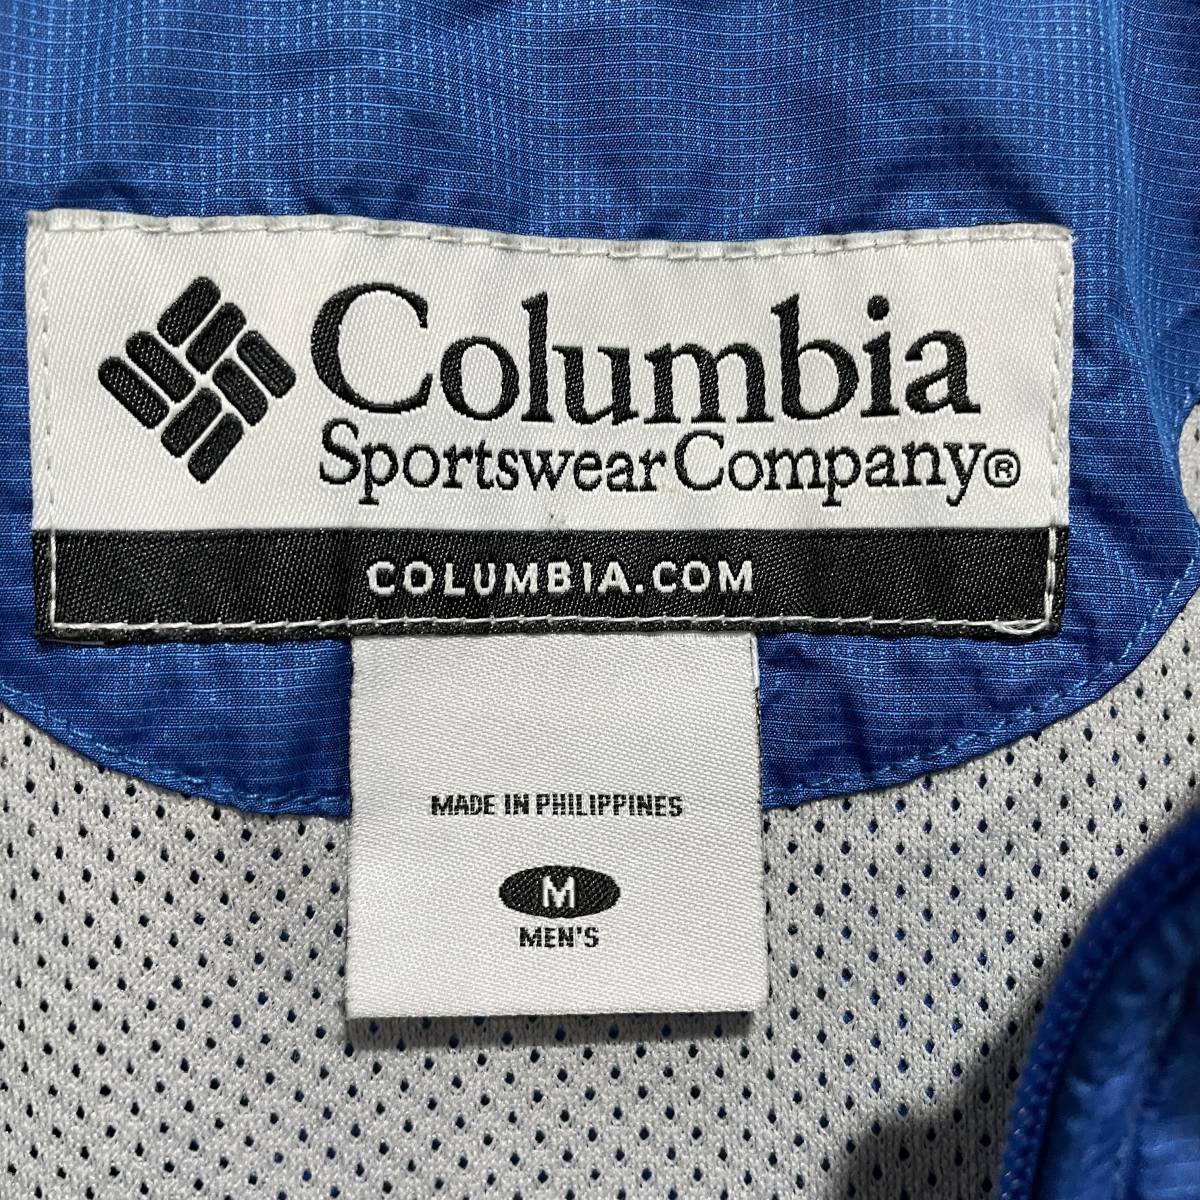 Columbia
Sportswear Company®
COLUMBIA.COM
MADE IN PHILIPPINES
M
MEN'S